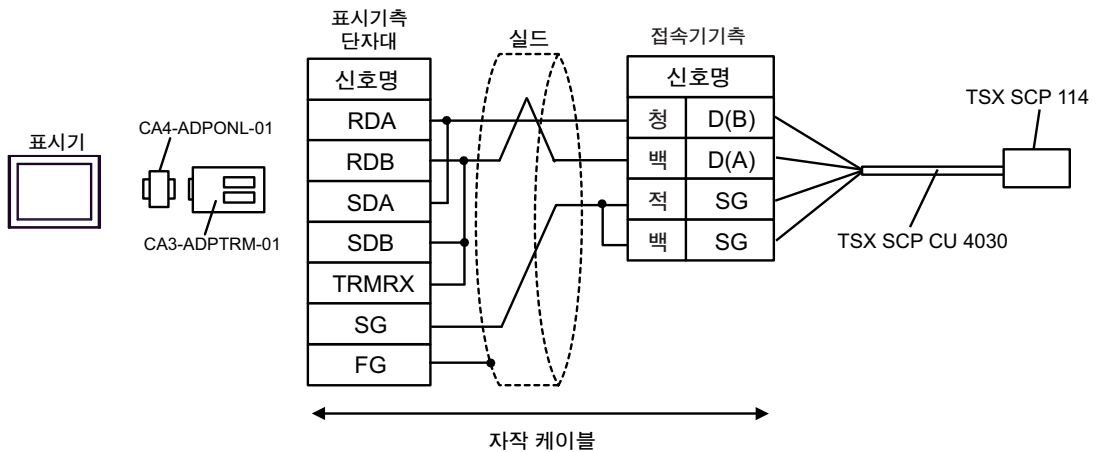 표시기
CA4-ADPONL-01
CA3-ADPTRM-01
표시기측
단자대
신호명
RDA
RDB
SDA
SDB
TRMRX
SG
FG
실드
접속기기측
신호명
청 D(B)
백 D(A)
적 SG
백 SG
TSX SCP 114
TSX SCP CU 4030
자작 케이블